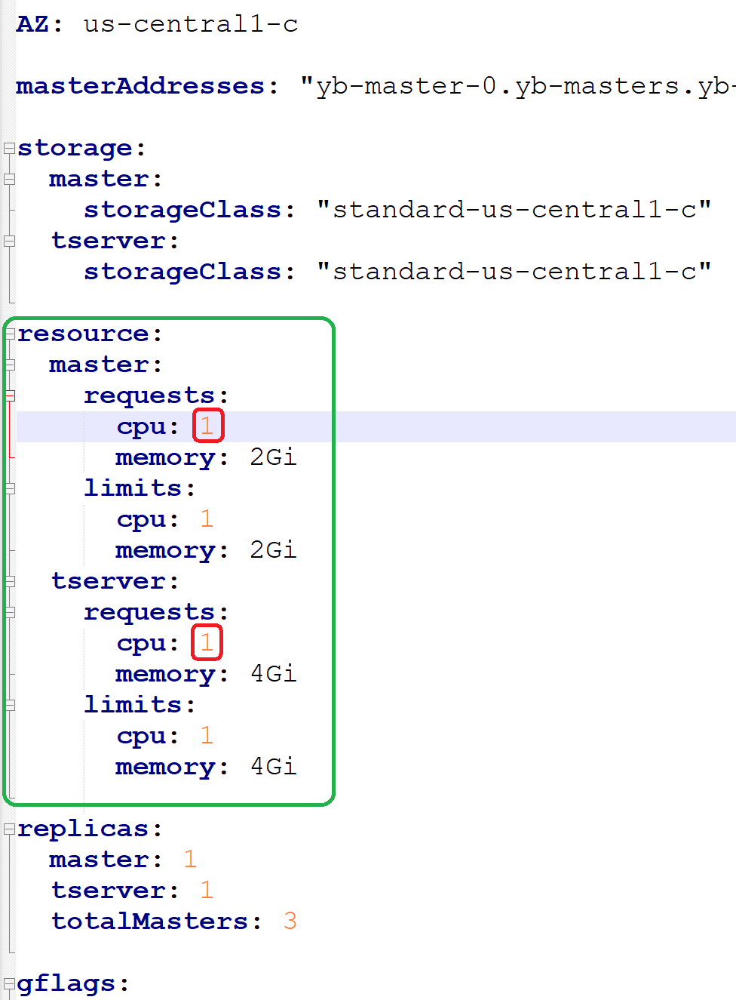 AZ: us-central1-c
masterAddresses: "yb-master-0.yb-masters.yb-
storage:
master:
storageClass: "standard-us-central1-c"
tserver:
storageClass: "standard-us-central1-c"
resource:
master:
requests:
cpu: 1
memory: 2Gi
limits:
cpu: 1
memory: 2Gi
tserver:
requests:
cpu: 1
memory: 4Gi
limits:
cpu: 1
memory: 4Gi
replicas:
master: 1
tserver: 1
totalMasters: 3
gflags: